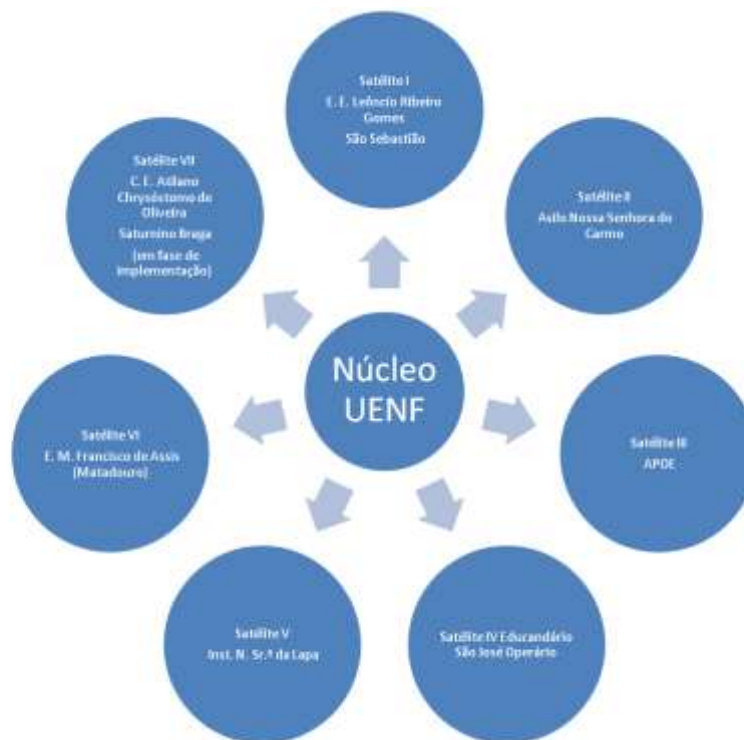 Satélite I
E. E. Leôncio Ribeiro
Gomes
São Sebastião
Satélite II
Asilo Nossa Senhora do
Carmo
Satélite III
APOE
Satélite IV Educandário
São José Operário
Satélite V
Inst. N. Sr.ª da Lapa
Satélite VI
E. M. Francisco de Assis
(Matadouro)
Satélite VII
C. E.
Chrysóstomo de
Oliveira
Saturnino Braga
(em fase de
implementação)
Núcleo
UENF